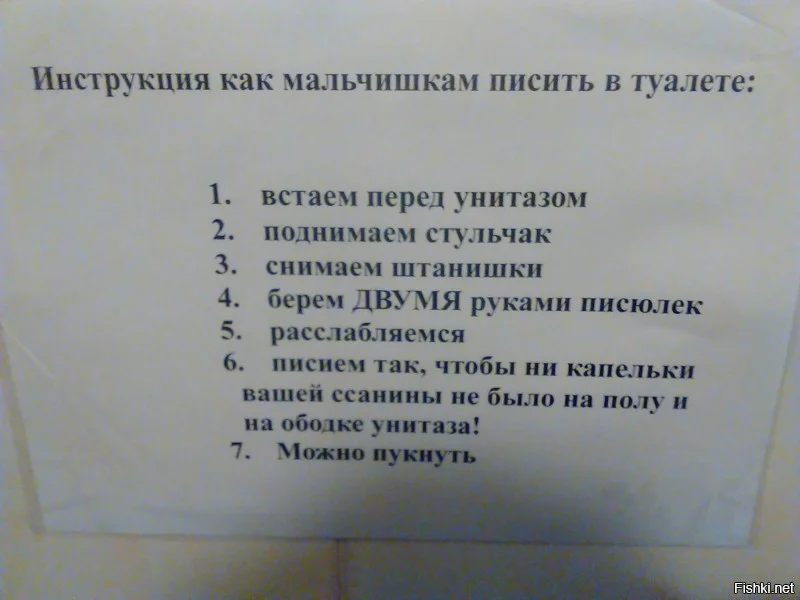 Инструкция как мальчишкам писить в туалете:
1. встаем перед унитазом
2. поднимаем стульчак
3. снимаем штанишки
4. берем ДВУМЯ руками писюлек
5. расслабляемся
6. писием так, чтобы ни капельки
вашей ссанины не было на полу и
на ободке унитаза!
7. Можно пукнуть
Fishki.net